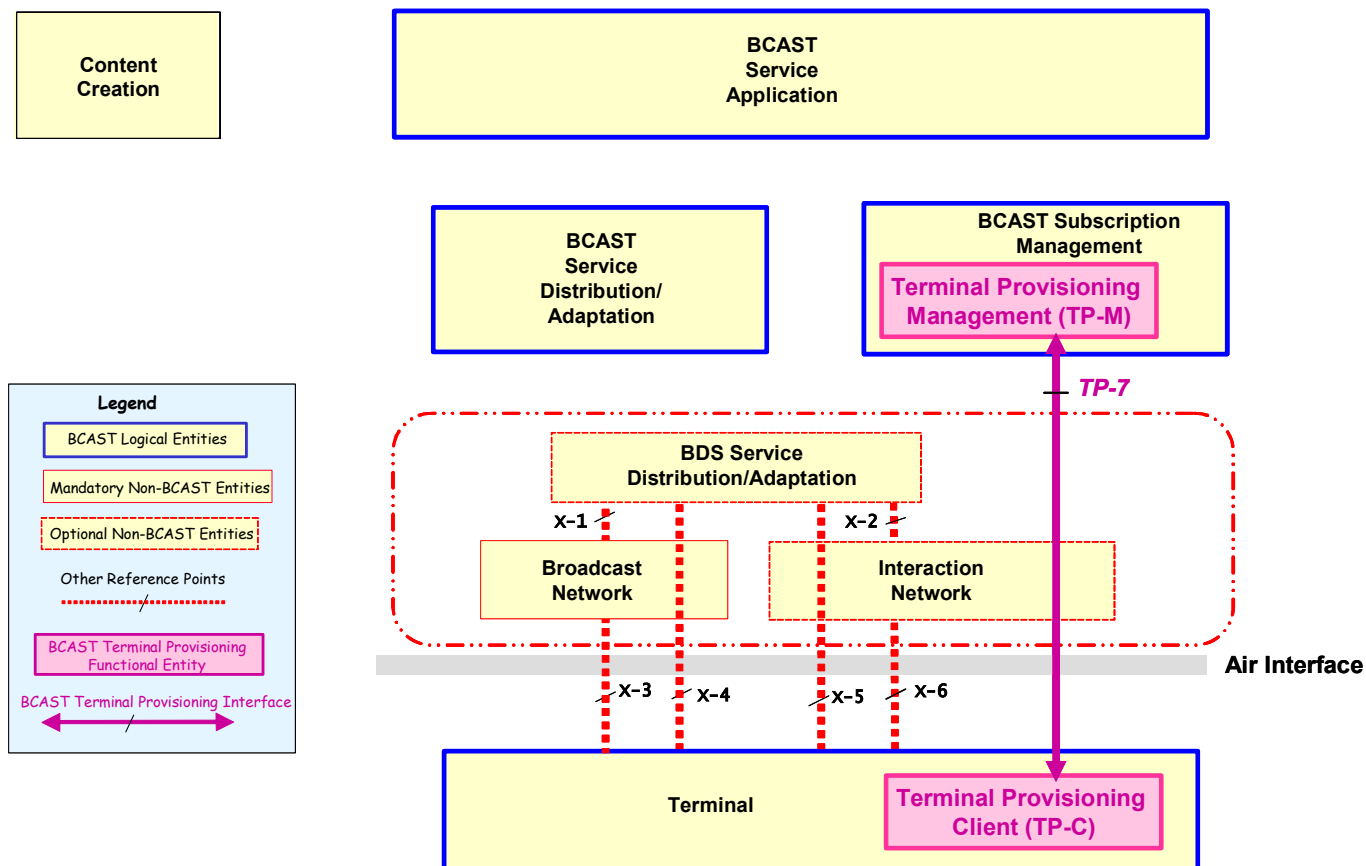 Content
Creation
BCAST
Service
Application
BCAST
Service
Distribution/
Adaptation
BCAST Subscription
Management
Terminal Provisioning
Management (TP-M)
TP-7
Legend
BCAST Logical Entities
Mandatory Non-BCAST Entities
Optional Non-BCAST Entities
Other Reference Points
BCAST Terminal Provisioning
Functional Entity
BCAST Terminal Provisioning Interface
BDS Service
Distribution/Adaptation
X-1
X-2
Broadcast
Network
Interaction
Network
Air Interface
X-3
X-4
X-5
X-6
Terminal
Terminal Provisioning
Client (TP-C)